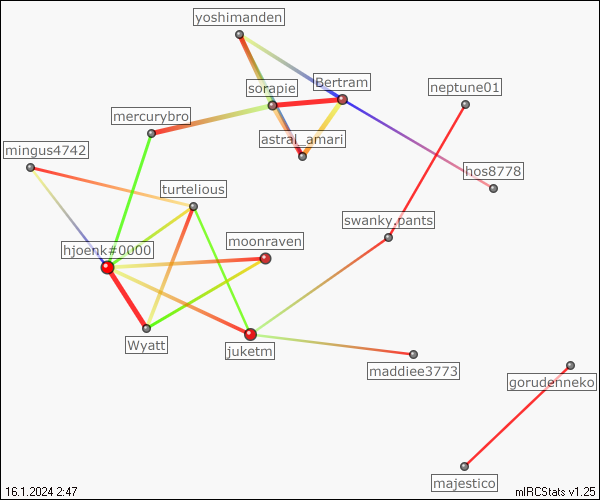 yoshimanden
sorapie
Bertram
neptune01
mercurybro
astral_amari
mingus4742
hos8778
turtelious
swanky.pants
moonraven
hjoenk#0000
Wyatt
juketm
maddiee3773
gorudenneko
majestico
16.1.2024 2:47
mIRCStats v1.25